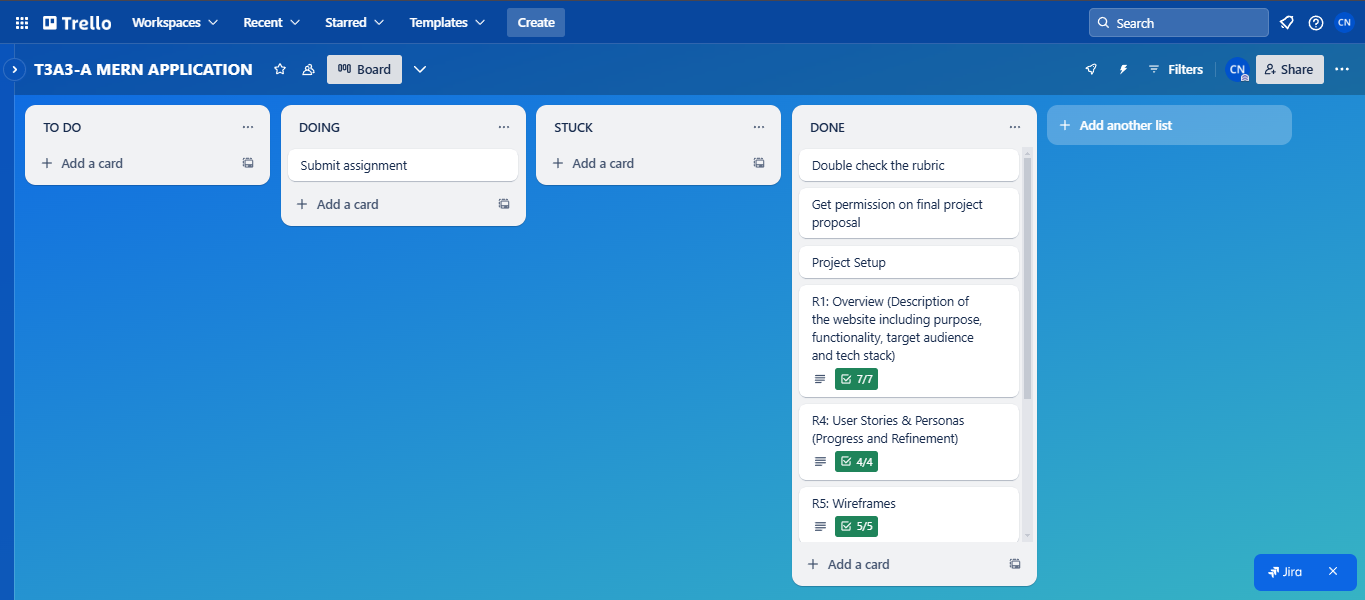 Trello
Workspaces
Recent
Starred
Templates
Create
Search
CN
T3A3-A MERN APPLICATION
Board
Filters
CN
Share
TO DO
Add a card
DOING
Submit assignment
Add a card
STUCK
Add a card
DONE
Double check the rubric
Get permission on final project
proposal
Project Setup
R1: Overview (Description of
the website including purpose,
functionality, target audience
and tech stack)
7/7
R4: User Stories & Personas
(Progress and Refinement)
4/4
R5: Wireframes
5/5
Add a card
Add another list
Jira